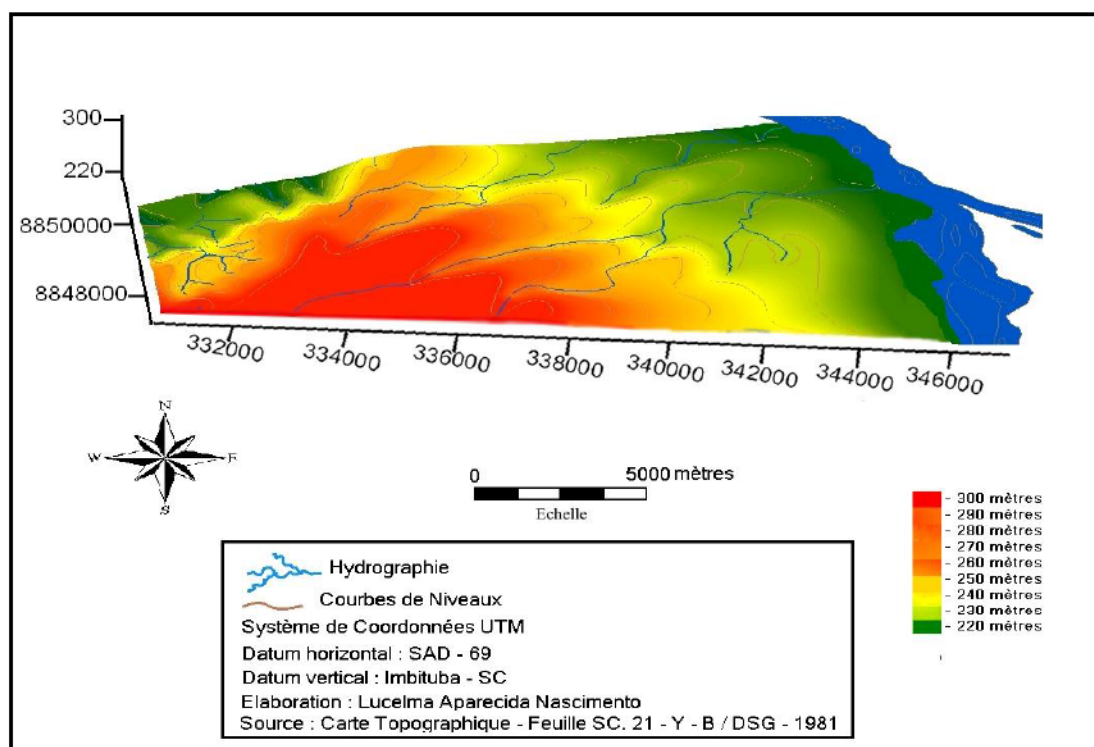 300
220
8850000
8848000
332000
334000
336000
338000
340000
342000
344000
346000
N
W
E
S
0
5000 mètres
Echelle
- 300 mètres
- 290 mètres
- 280 mètres
- 270 mètres
- 260 mètres
- 250 mètres
- 240 mètres
- 230 mètres
- 220 mètres
Hydrographie
Courbes de Niveaux
Système de Coordonnées UTM
Datum horizontal : SAD - 69
Datum vertical : Imbituba - SC
Elaboration : Lucelma Aparecida Nascimento
Source : Carte Topographique - Feuille SC. 21 - Y - B / DSG - 1981